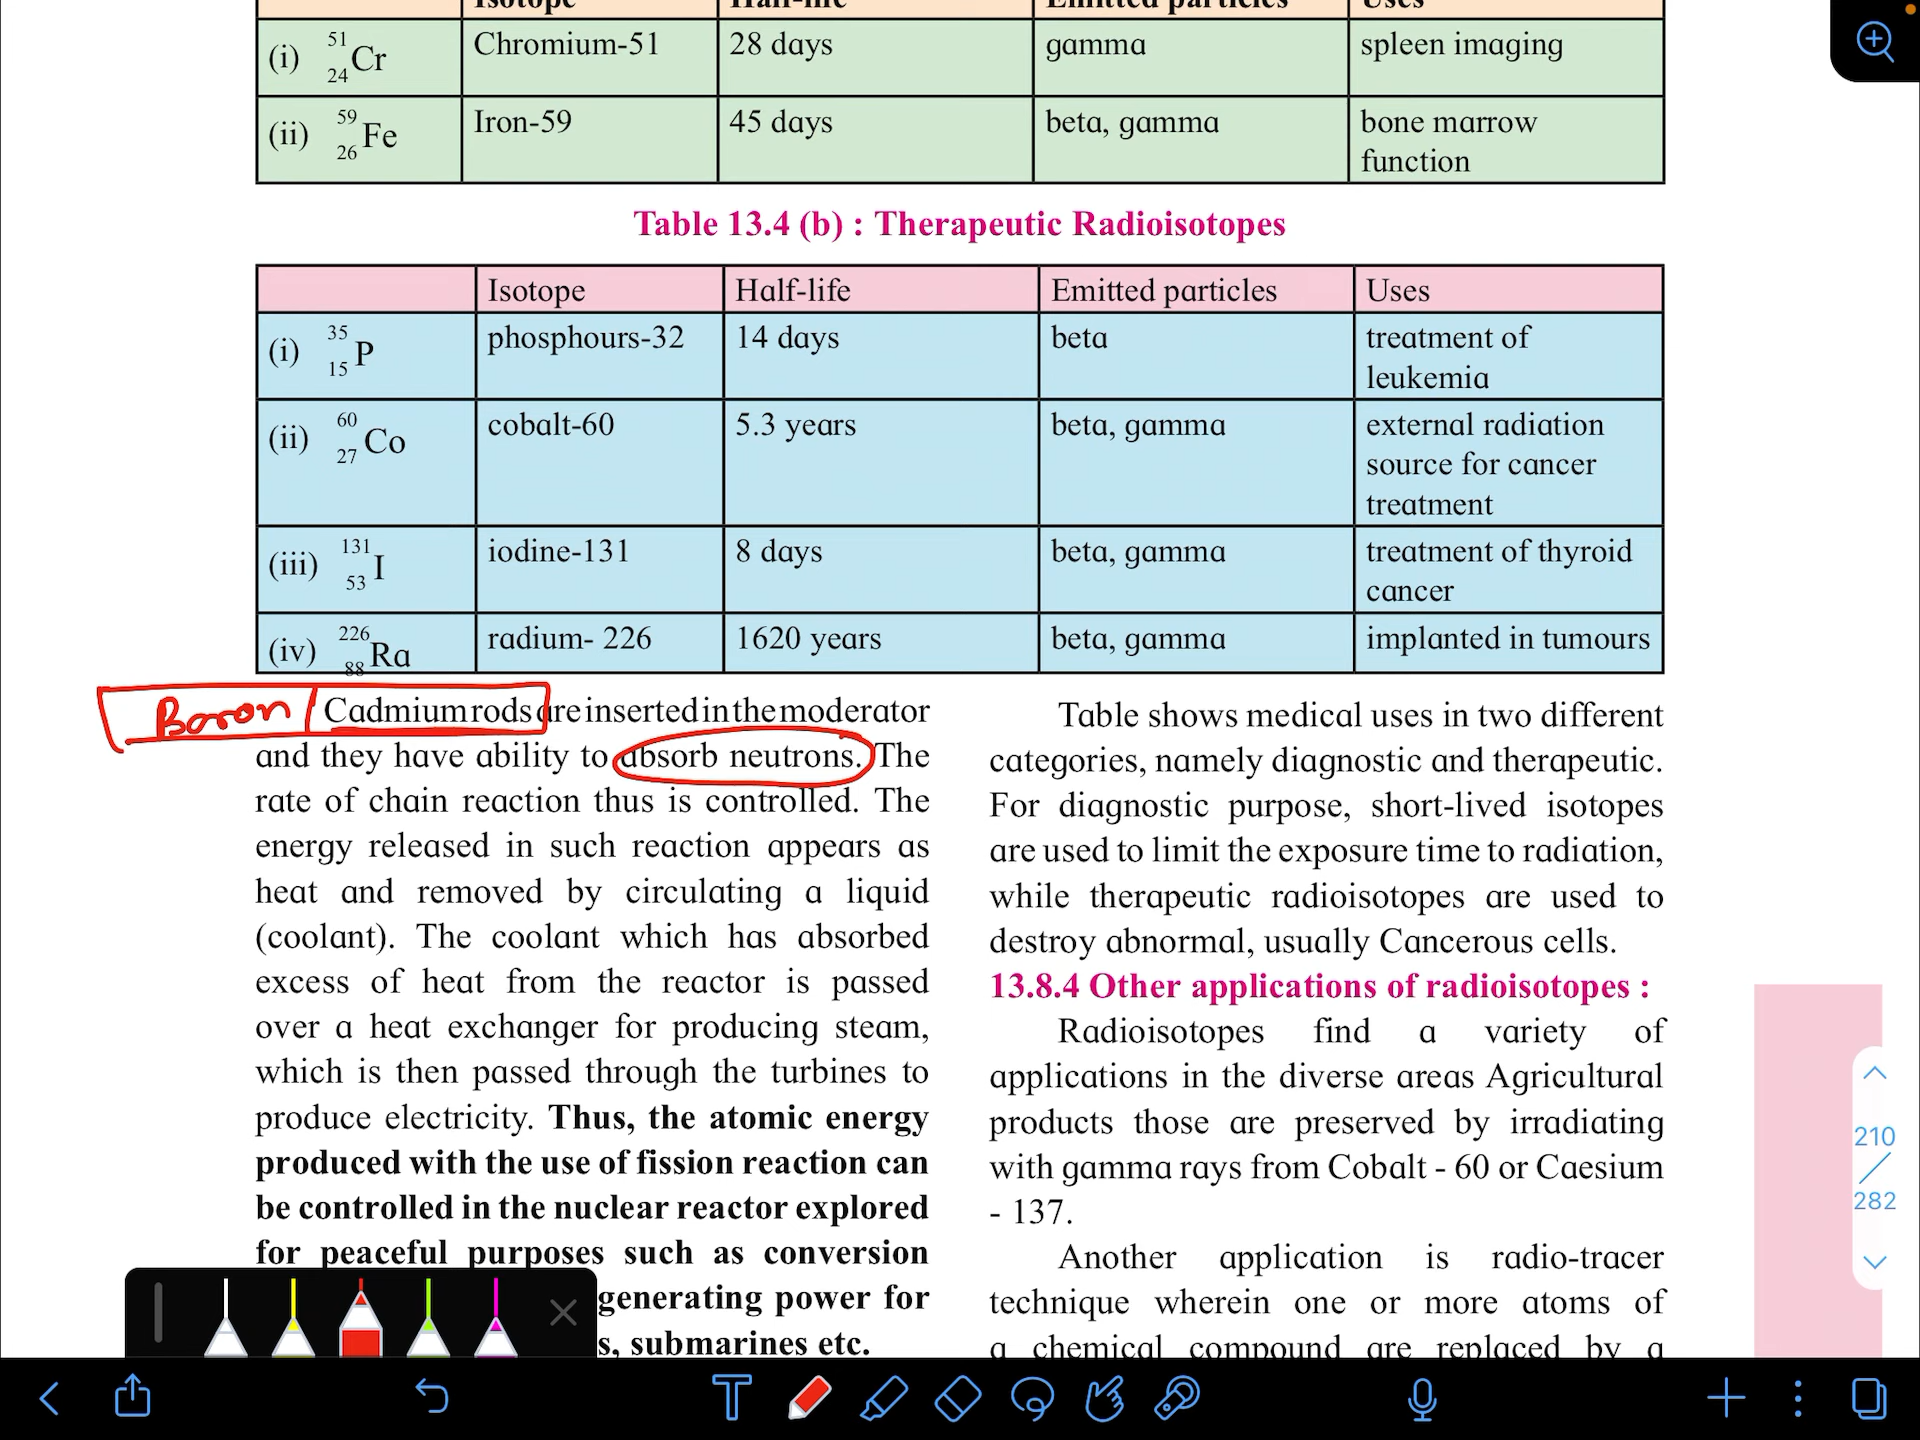 Isotope Half-life Emitted particles Uses
(i) 51 24 Cr Chromium-51 28 days gamma spleen imaging
(ii) 59 26 Fe Iron-59 45 days beta, gamma bone marrow
function
Table 13.4 (b) : Therapeutic Radioisotopes
Isotope Half-life Emitted particles Uses
(i) 35 15 P phosphours-32 14 days beta treatment of
leukemia
(ii) 60 27 Co cobalt-60 5.3 years beta, gamma external radiation
source for cancer
treatment
(iii) 131 53 I iodine-131 8 days beta, gamma treatment of thyroid
cancer
(iv) 226 88 Ra radium- 226 1620 years beta, gamma implanted in tumours
Boron / Cadmium rods are inserted in the moderator
and they have ability to absorb neutrons. The
rate of chain reaction thus is controlled. The
energy released in such reaction appears as
heat and removed by circulating a liquid
(coolant). The coolant which has absorbed
excess of heat from the reactor is passed
over a heat exchanger for producing steam,
which is then passed through the turbines to
produce electricity. Thus, the atomic energy
produced with the use of fission reaction can
be controlled in the nuclear reactor explored
for peaceful purposes such as conversion
generating power for
s, submarines etc.
Table shows medical uses in two different
categories, namely diagnostic and therapeutic.
For diagnostic purpose, short-lived isotopes
are used to limit the exposure time to radiation,
while therapeutic radioisotopes are used to
destroy abnormal, usually Cancerous cells.
13.8.4 Other applications of radioisotopes :
Radioisotopes find a variety of
applications in the diverse areas Agricultural
products those are preserved by irradiating
with gamma rays from Cobalt - 60 or Caesium
- 137.
Another application is radio-tracer
technique wherein one or more atoms of
a chemical compound are replaced by a
210
/
282
T